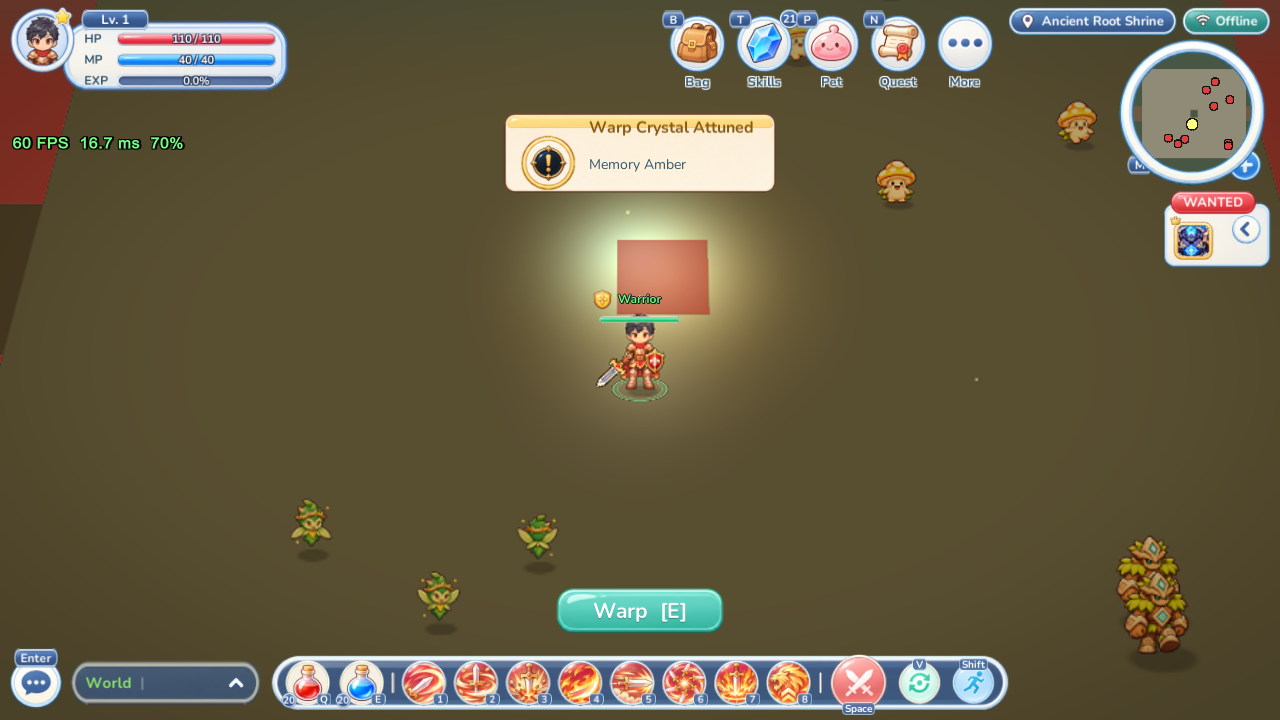 Lv. 1
HP 110 / 110
MP 40 / 40
EXP 0.0%
60 FPS 16.7 ms 70%
B T 21 P N
Bag Skills Pet Quest More
Ancient Root Shrine
Offline
M
WANTED
Warp Crystal Attuned
Memory Amber
Warrior
Warp [E]
Enter
World
20 Q 20 E 1 2 3 4 5 6 7 8
Space
V
Shift